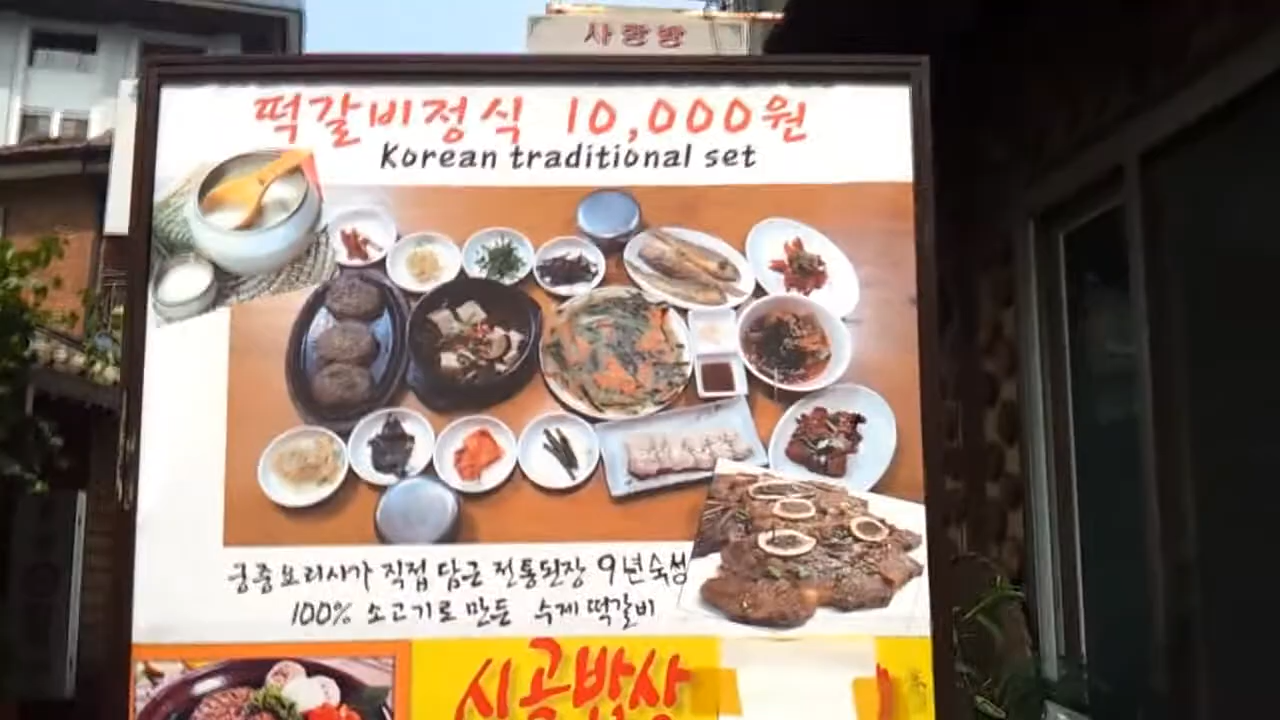 사랑방
떡갈비정식 10,000원
Korean traditional set
궁중요리사가 직접 담근 전통된장 9년숙성
100% 소고기로 만든 수제 떡갈비
시골밥상